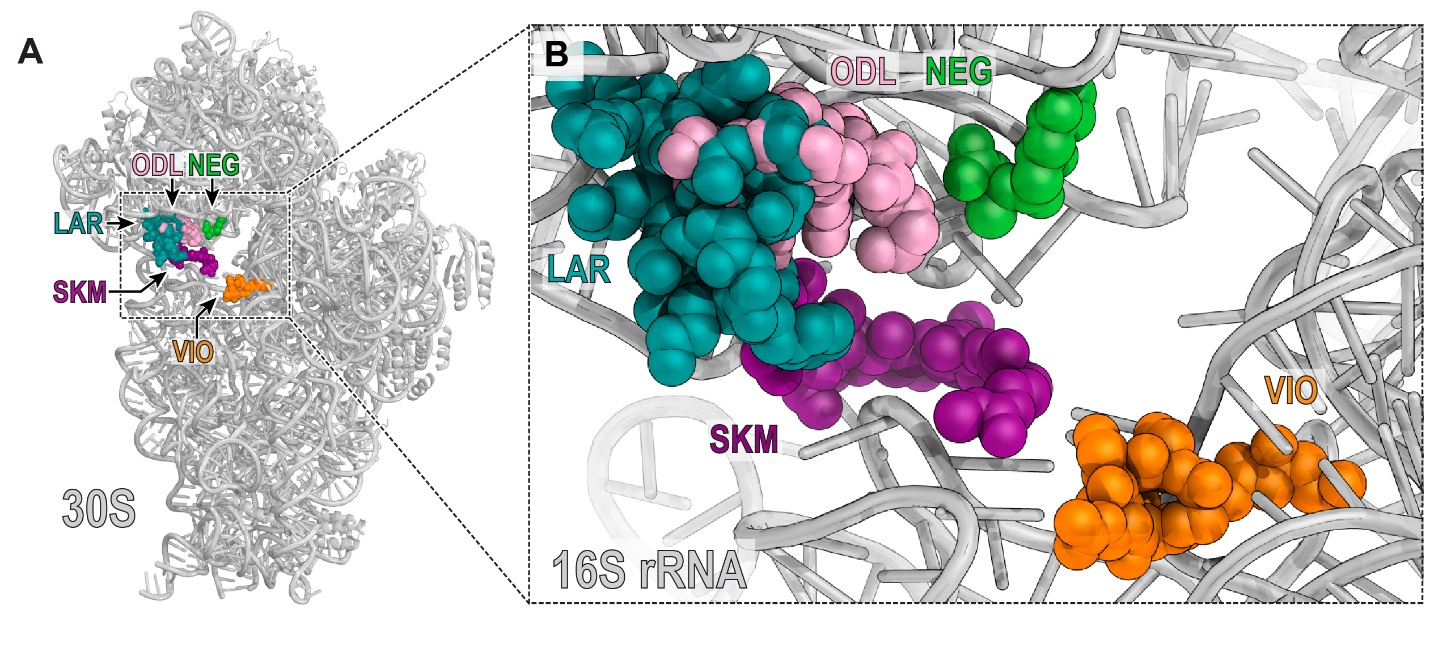 A
ODL NEG
LAR
SKM
VIO
30S
B
ODL NEG
LAR
SKM
VIO
16S rRNA